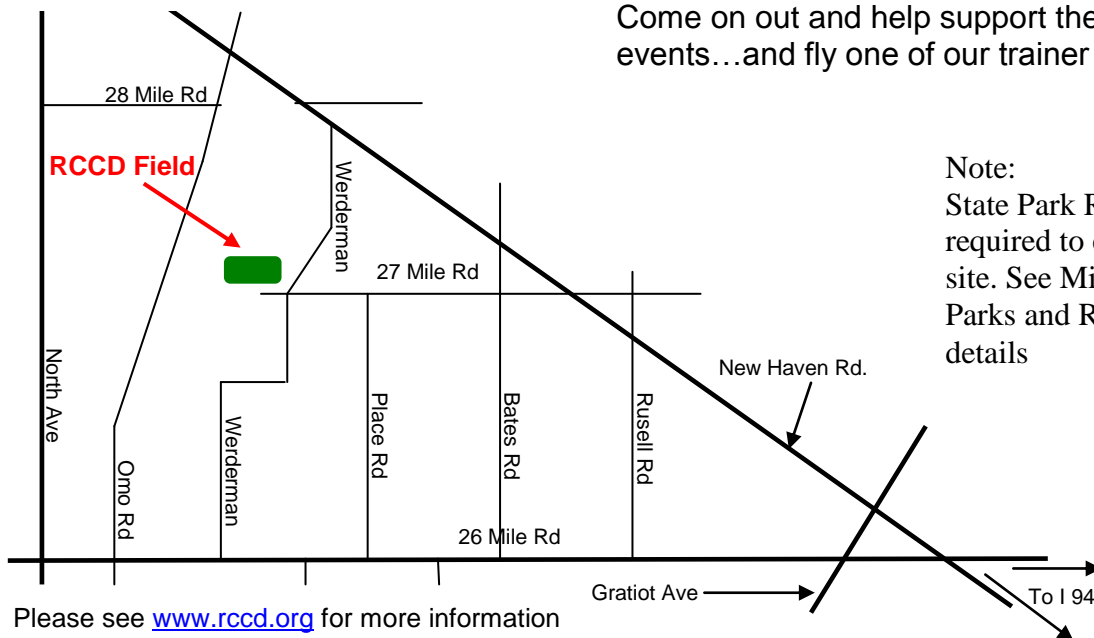 Come on out and help support the
events…and fly one of our trainer
28 Mile Rd
RCCD Field
Werderman
Note:
State Park R
required to
site. See Mi
Parks and R
details
27 Mile Rd
North Ave
New Haven Rd.
Omo Rd
Werderman
Place Rd
Bates Rd
Rusell Rd
26 Mile Rd
Gratiot Ave
To I 94
Please see www.rccd.org for more information